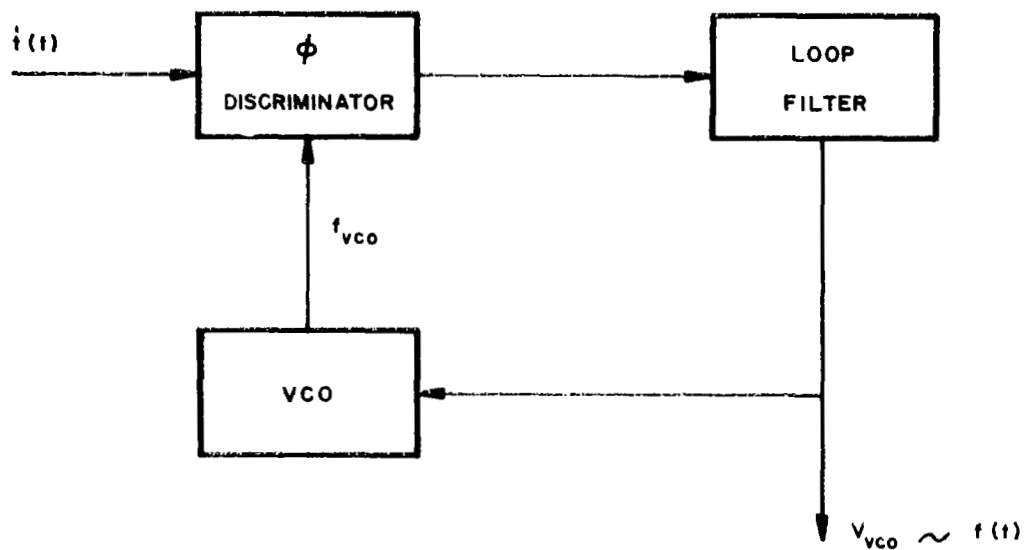 f(t)
ϕ
DISCRIMINATOR
LOOP
FILTER
f_VCO
VCO
V_VCO ~ f(t)